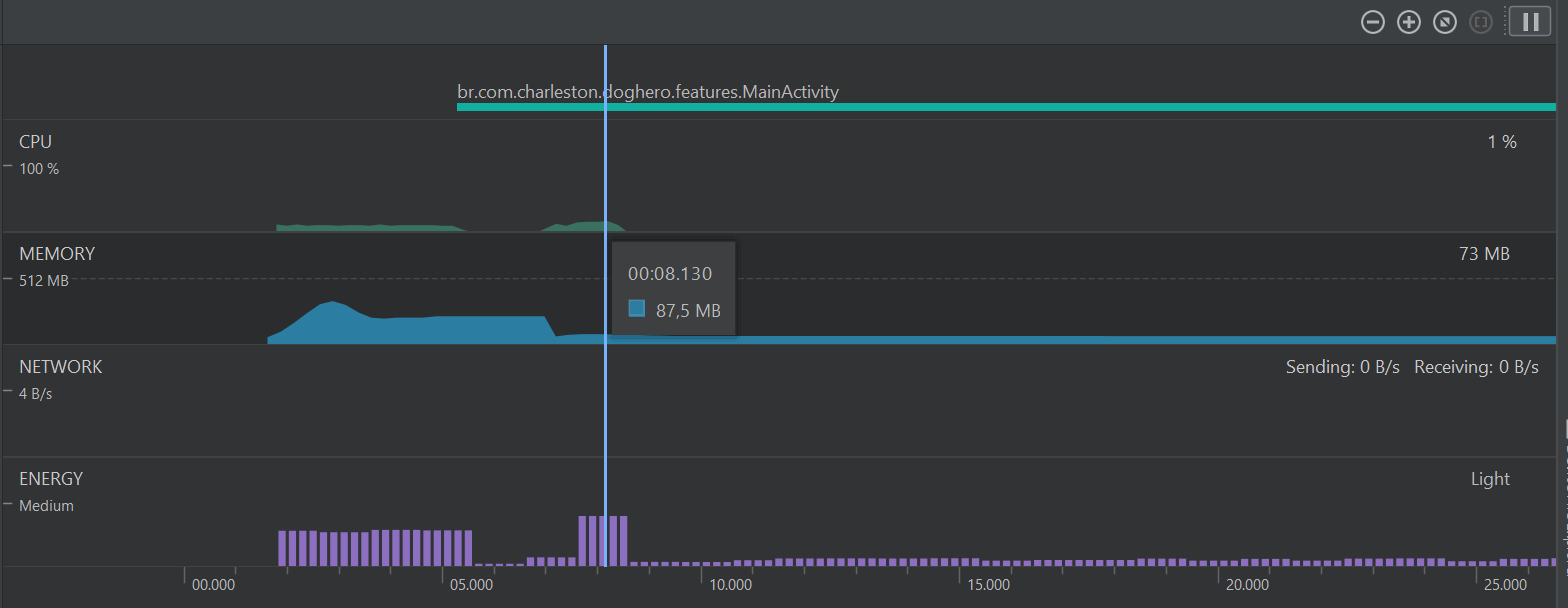 br.com.charleston.doghero.features.MainActivity
CPU
1 %
100 %
MEMORY
73 MB
512 MB
00:08.130
87,5 MB
NETWORK
Sending: 0 B/s Receiving: 0 B/s
4 B/s
ENERGY
Light
Medium
00.000 05.000 10.000 15.000 20.000 25.000